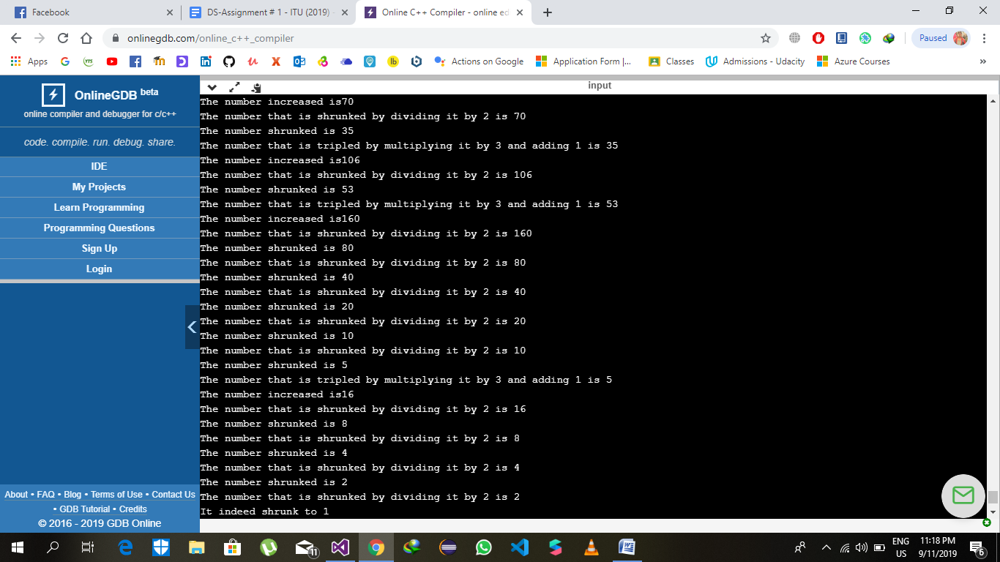 Facebook
DS-Assignment # 1 - ITU (2019) -
Online C++ Compiler - online ed
onlinegdb.com/online_c++_compiler
Paused
Apps
Actions on Google
Application Form |...
Classes
Admissions - Udacity
Azure Courses
»
OnlineGDB beta
online compiler and debugger for c/c++
code. compile. run. debug. share.
IDE
My Projects
Learn Programming
Programming Questions
Sign Up
Login
About • FAQ • Blog • Terms of Use • Contact Us
• GDB Tutorial • Credits
© 2016 - 2019 GDB Online
input
The number increased is70
The number that is shrunked by dividing it by 2 is 70
The number shrunked is 35
The number that is tripled by multiplying it by 3 and adding 1 is 35
The number increased is106
The number that is shrunked by dividing it by 2 is 106
The number shrunked is 53
The number that is tripled by multiplying it by 3 and adding 1 is 53
The number increased is160
The number that is shrunked by dividing it by 2 is 160
The number shrunked is 80
The number that is shrunked by dividing it by 2 is 80
The number shrunked is 40
The number that is shrunked by dividing it by 2 is 40
The number shrunked is 20
The number that is shrunked by dividing it by 2 is 20
The number shrunked is 10
The number that is shrunked by dividing it by 2 is 10
The number shrunked is 5
The number that is tripled by multiplying it by 3 and adding 1 is 5
The number increased is16
The number that is shrunked by dividing it by 2 is 16
The number shrunked is 8
The number that is shrunked by dividing it by 2 is 8
The number shrunked is 4
The number that is shrunked by dividing it by 2 is 4
The number shrunked is 2
The number that is shrunked by dividing it by 2 is 2
It indeed shrunk to 1
11
ENG
US
11:18 PM
9/11/2019
6